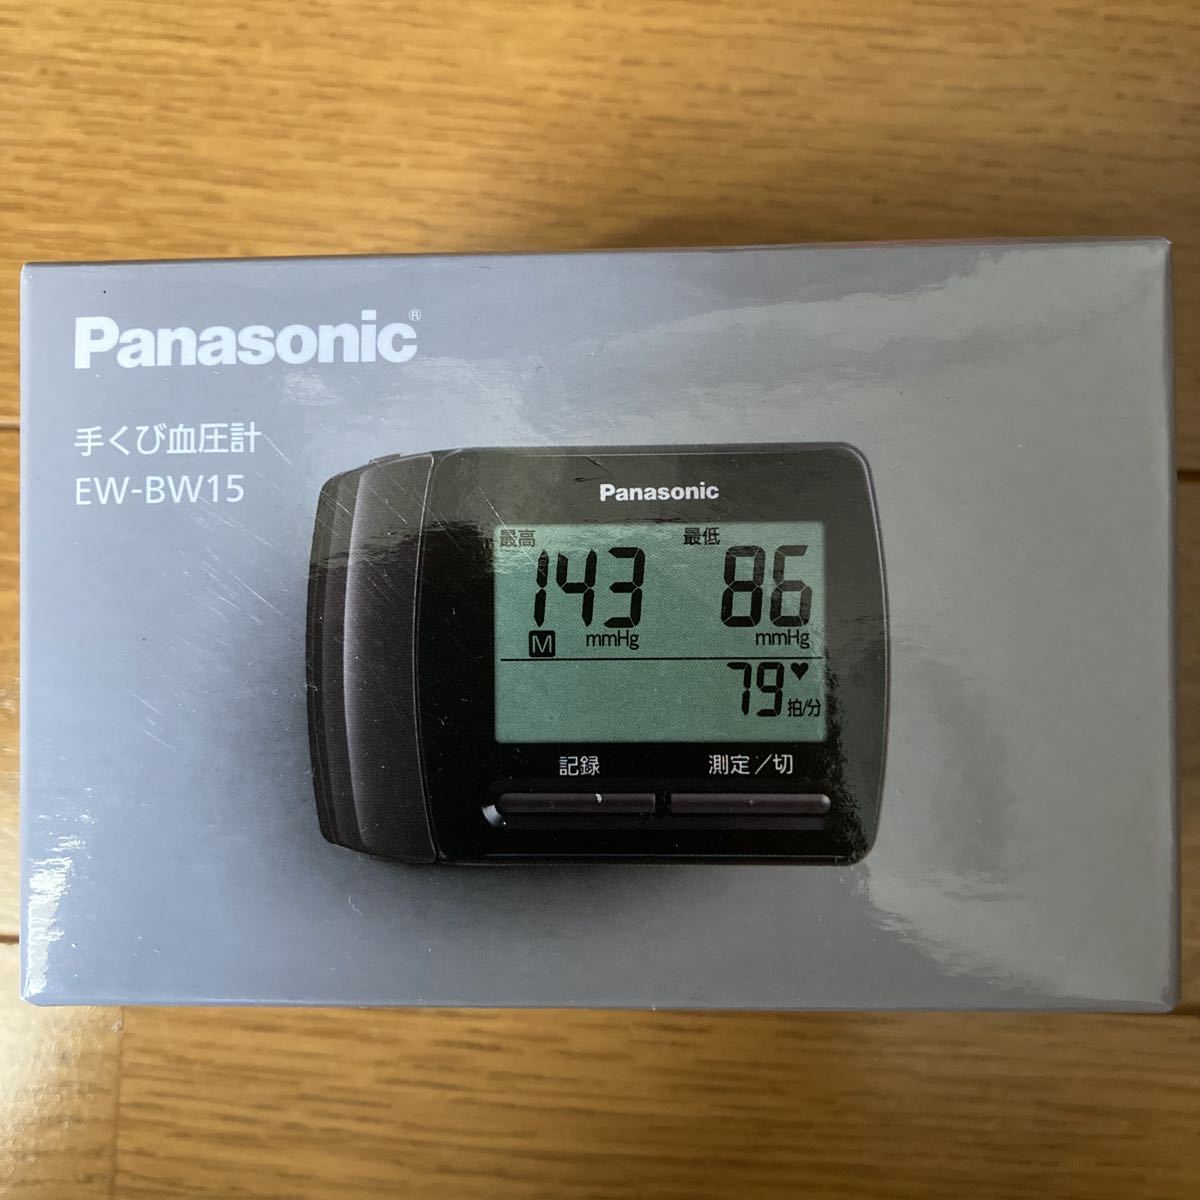 Panasonic®
手くび血圧計
EW-BW15
Panasonic
最高 最低
143 86
M mmHg mmHg
79♥
拍/分
記録 測定/切